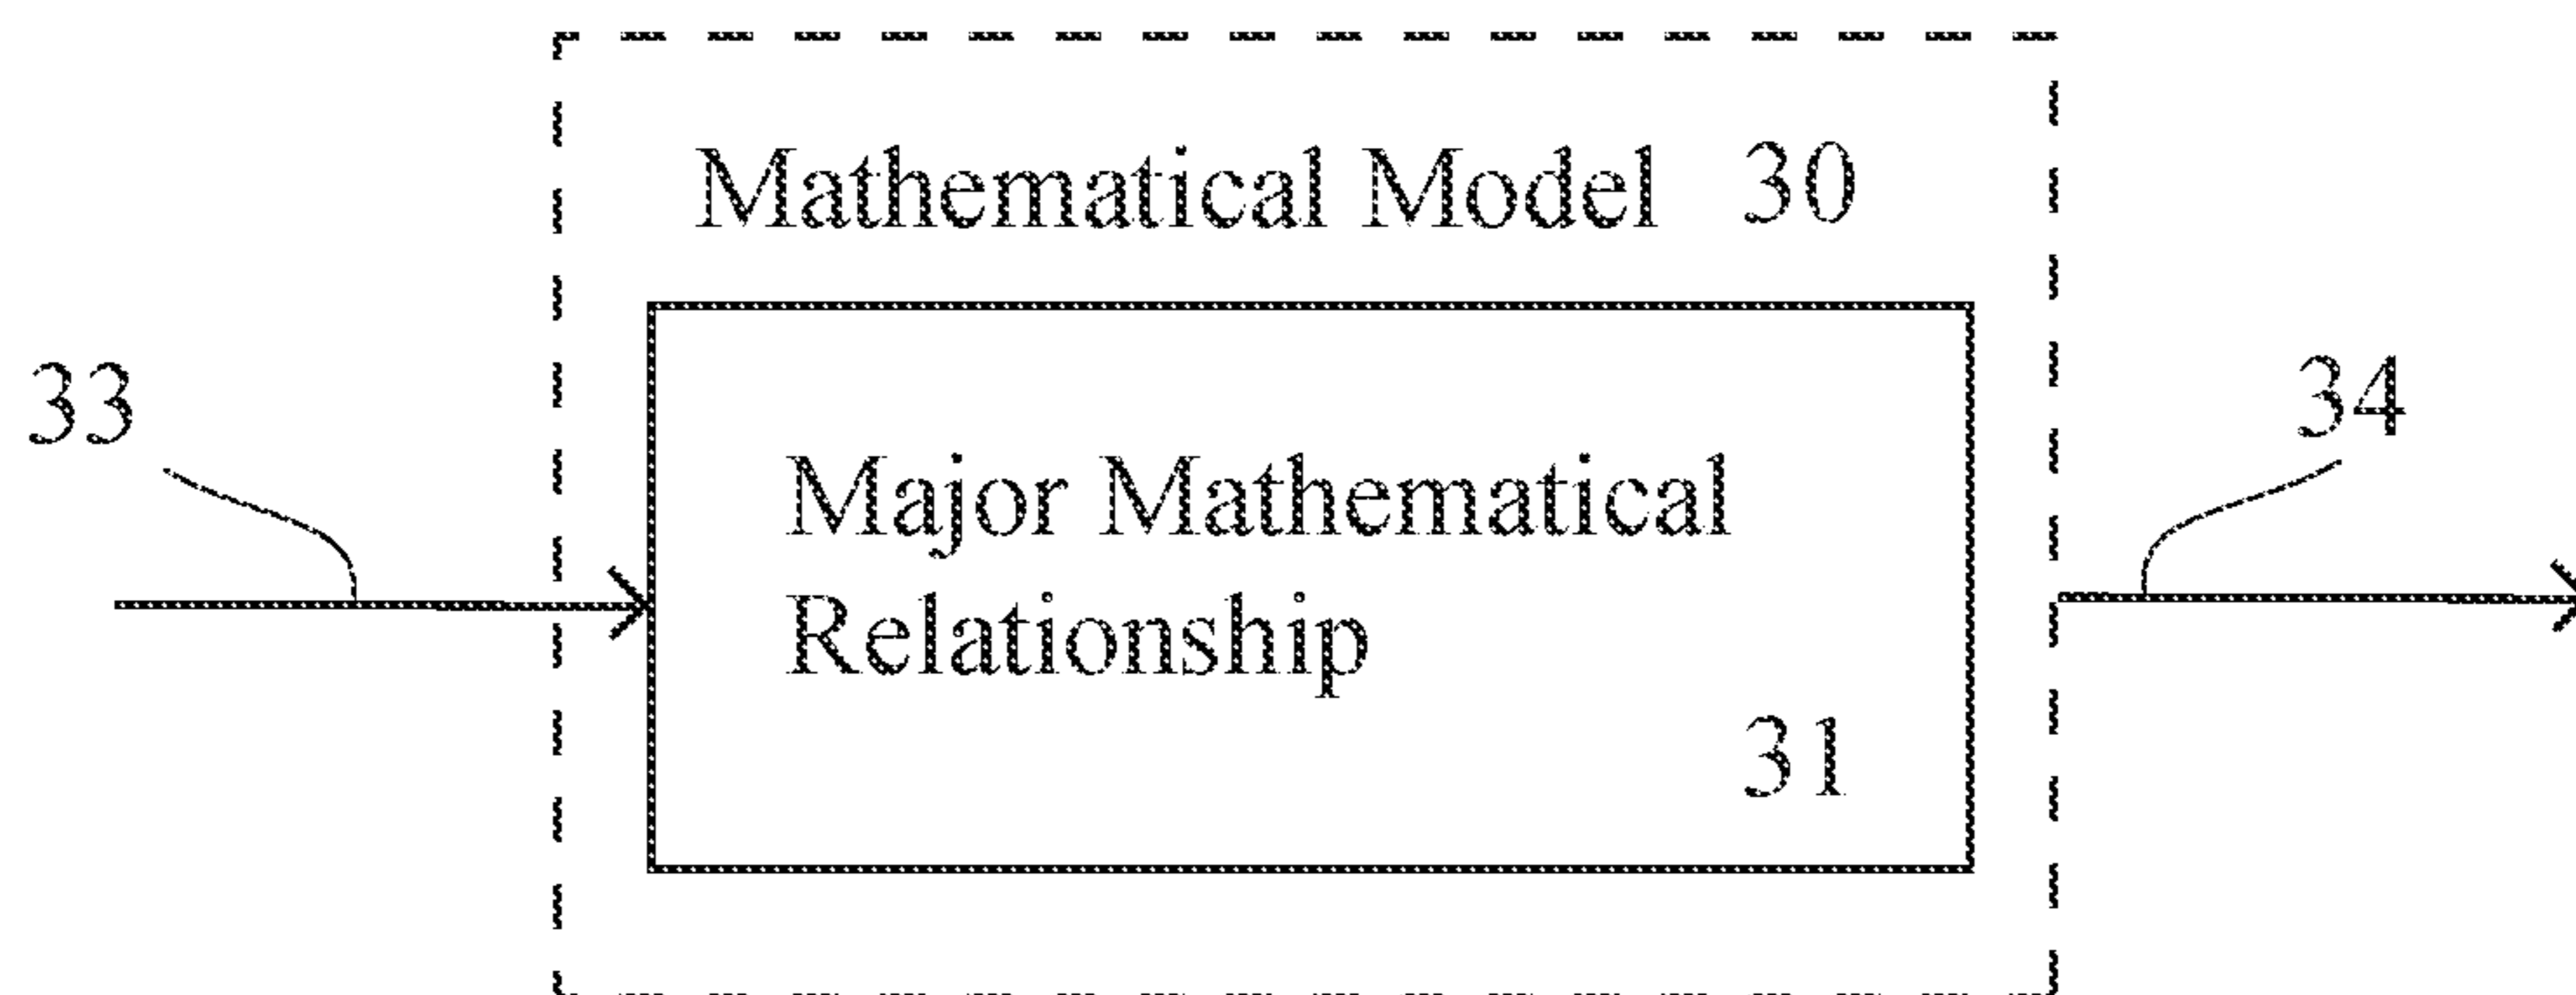 Mathematical Model 30
33
34
Major Mathematical
Relationship
31